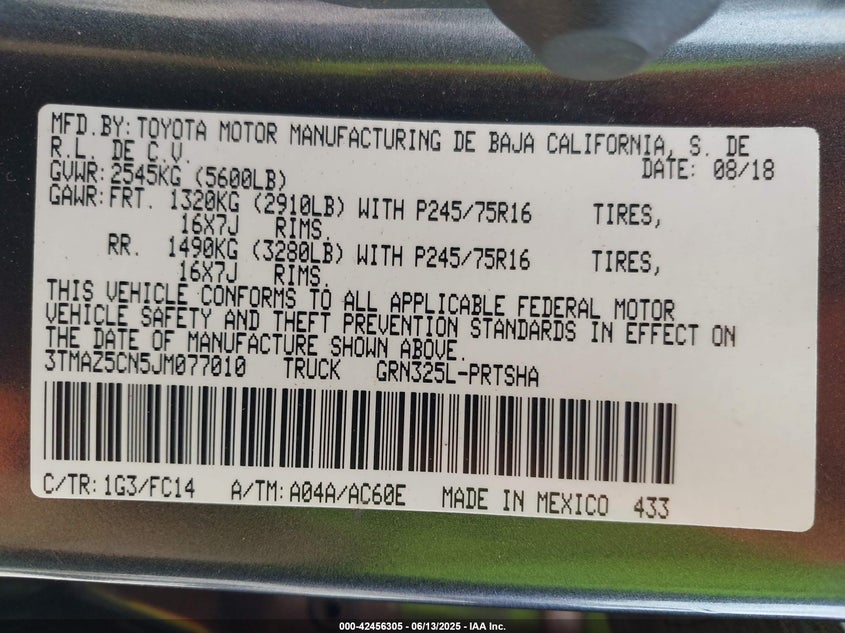 MFD.BY: TOYOTA MOTOR MANUFACTURING DE BAJA CALIFORNIA, S. DE
R.L. DE C.V. DATE: 08/18
GVWR: 2545KG (5600LB)
GAWR: FRT. 1320KG (2910LB) WITH P245/75R16 TIRES,
16X7J RIMS,
RR. 1490KG (3280LB) WITH P245/75R16 TIRES,
16X7J RIMS.
THIS VEHICLE CONFORMS TO ALL APPLICABLE FEDERAL MOTOR
VEHICLE SAFETY AND THEFT PREVENTION STANDARDS IN EFFECT ON
THE DATE OF MANUFACTURE SHOWN ABOVE.
3TMAZ5CN5JM077010 TRUCK GRN325L-PRTSHA
C/TR: 1G3/FC14 A/TM: A04A/AC60E MADE IN MEXICO 433
000-42456305 - 06/13/2025 - IAA Inc.